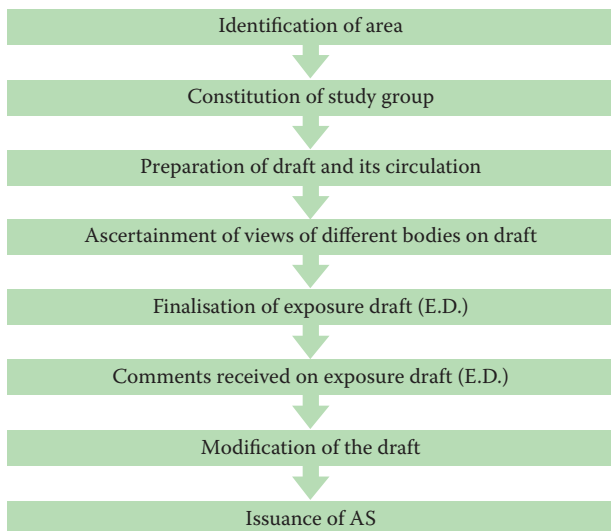 Identification of area
Constitution of study group
Preparation of draft and its circulation
Ascertainment of views of different bodies on draft
Finalisation of exposure draft (E.D.)
Comments received on exposure draft (E.D.)
Modification of the draft
Issuance of AS